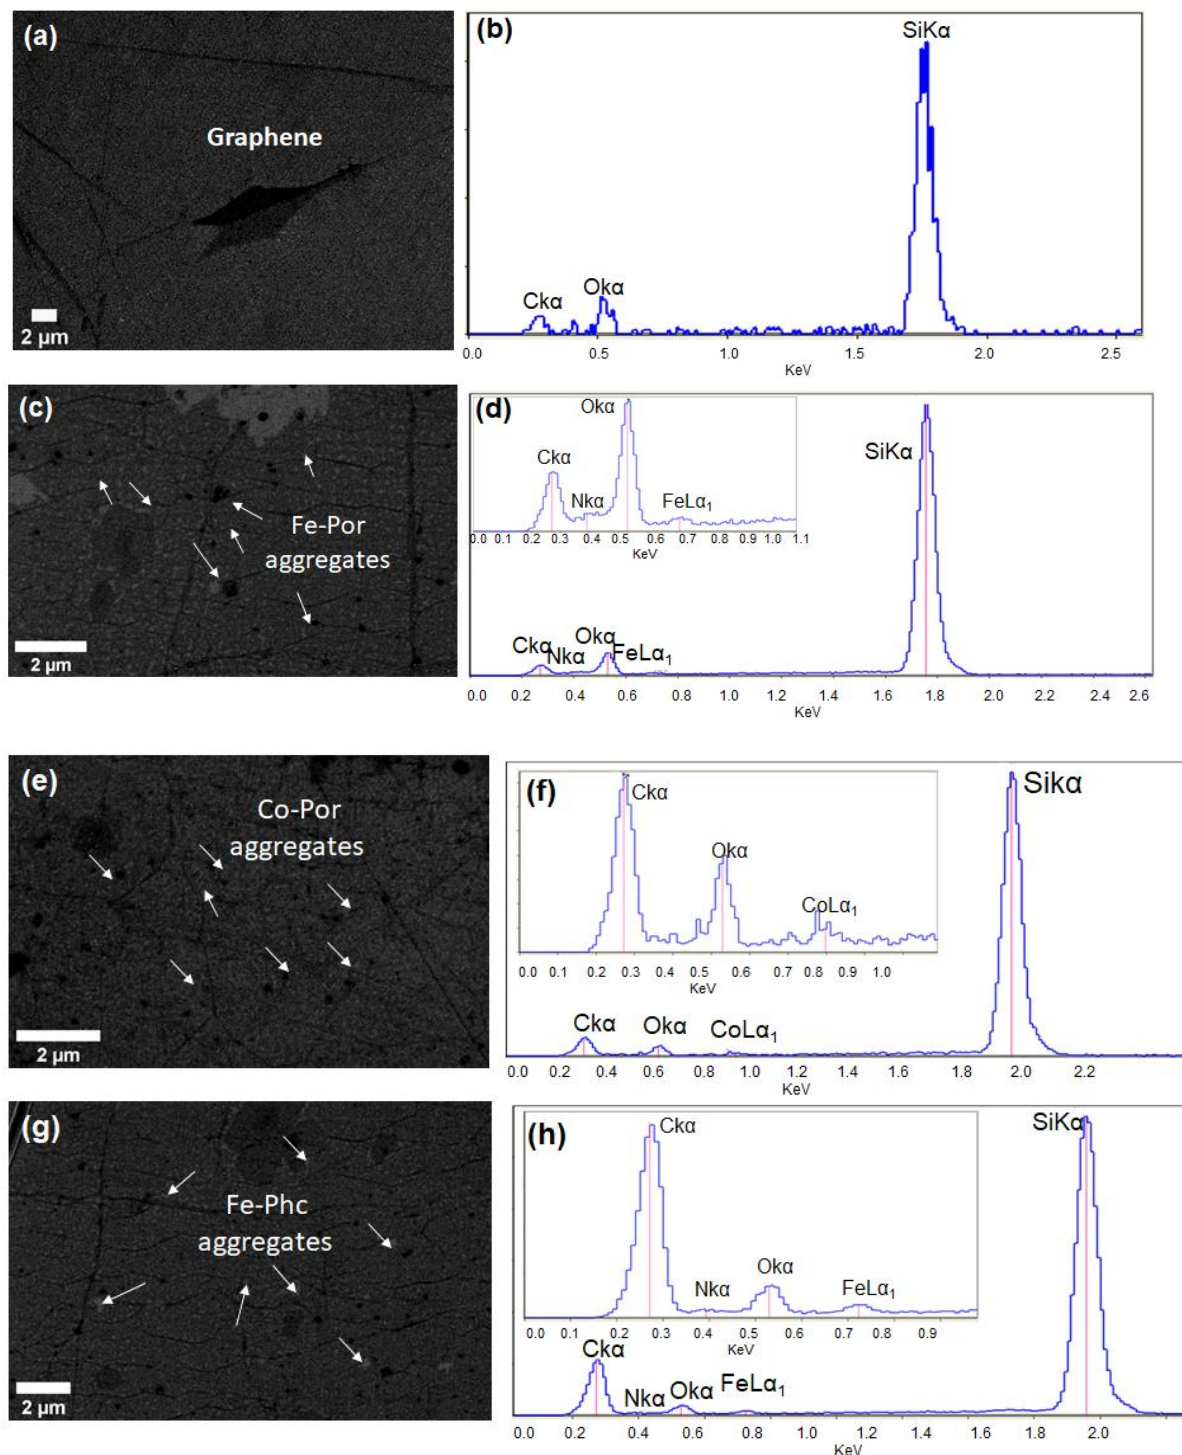 (a)
Graphene
2 µm
(b)
SiKα
Ckα
Okα
0.0 0.5 1.0 1.5 2.0 2.5
KeV
(c)
Fe-Por
aggregates
2 µm
(d)
Okα
Ckα
Nkα
FeLα₁
0.0 0.1 0.2 0.3 0.4 0.5 0.6 0.7 0.8 0.9 1.0 1.1
KeV
SiKα
Ckα
Nkα
Okα
FeLα₁
0.0 0.2 0.4 0.6 0.8 1.0 1.2 1.4 1.6 1.8 2.0 2.2 2.4 2.6
KeV
(e)
Co-Por
aggregates
2 µm
(f)
Ckα
Okα
CoLα₁
0.0 0.1 0.2 0.3 0.4 0.5 0.6 0.7 0.8 0.9 1.0
KeV
Sikα
Ckα
Okα
CoLα₁
0.0 0.2 0.4 0.6 0.8 1.0 1.2 1.4 1.6 1.8 2.0 2.2
KeV
(g)
Fe-Phc
aggregates
2 µm
(h)
Ckα
Nkα
Okα
FeLα₁
0.0 0.1 0.2 0.3 0.4 0.5 0.6 0.7 0.8 0.9
KeV
SiKα
Ckα
Nkα
Okα
FeLα₁
0.2 0.4 0.6 0.8 1.0 1.2 1.4 1.6 1.8 2.0
KeV